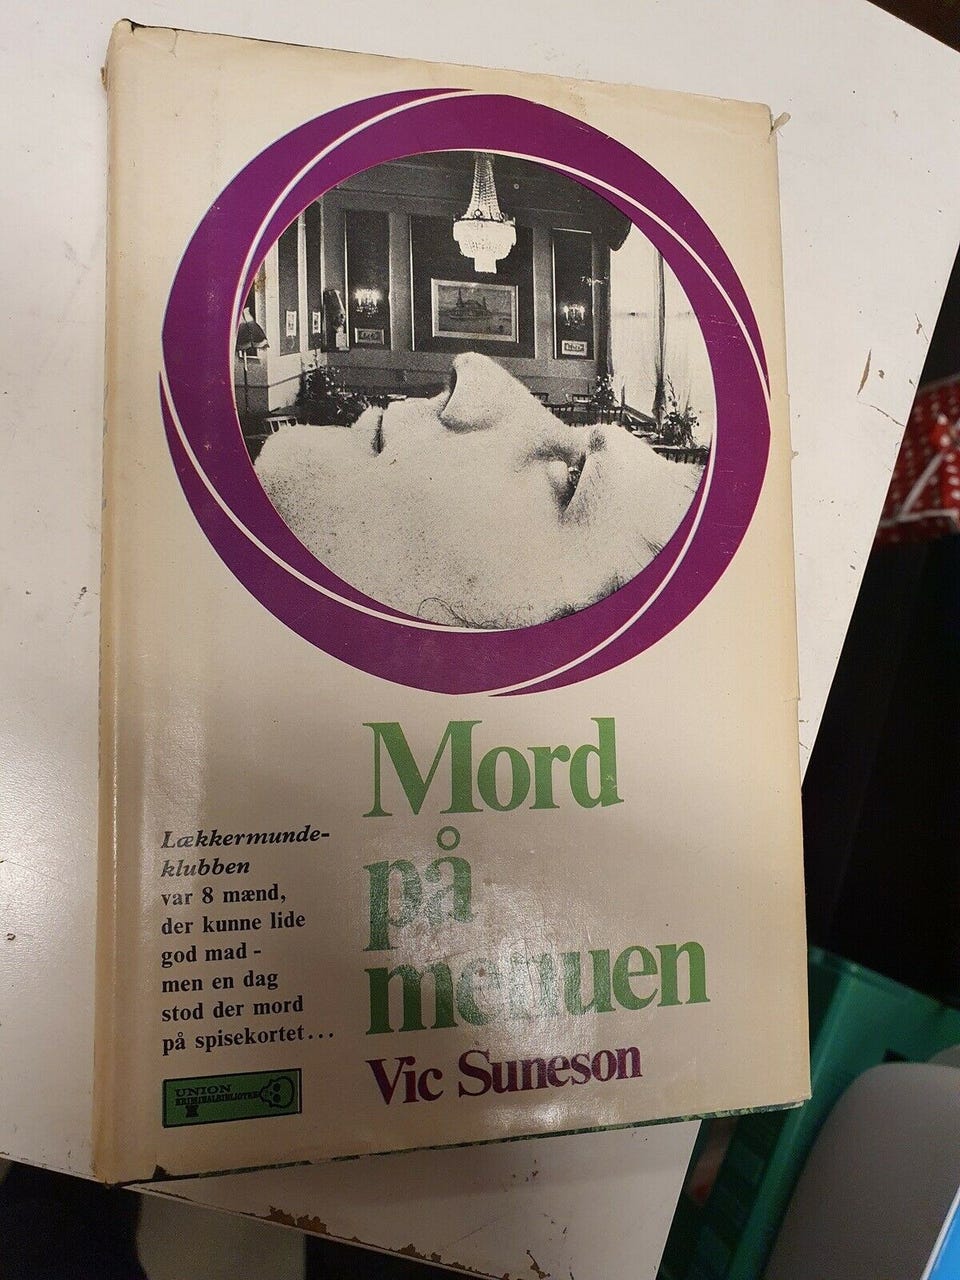 Mord
på
menuen
Vic Suneson
Lækkermunde-
klubben
var 8 mænd,
der kunne lide
god mad -
men en dag
stod der mord
på spisekortet...
UNION
KRIMINALBIBLIOTEK